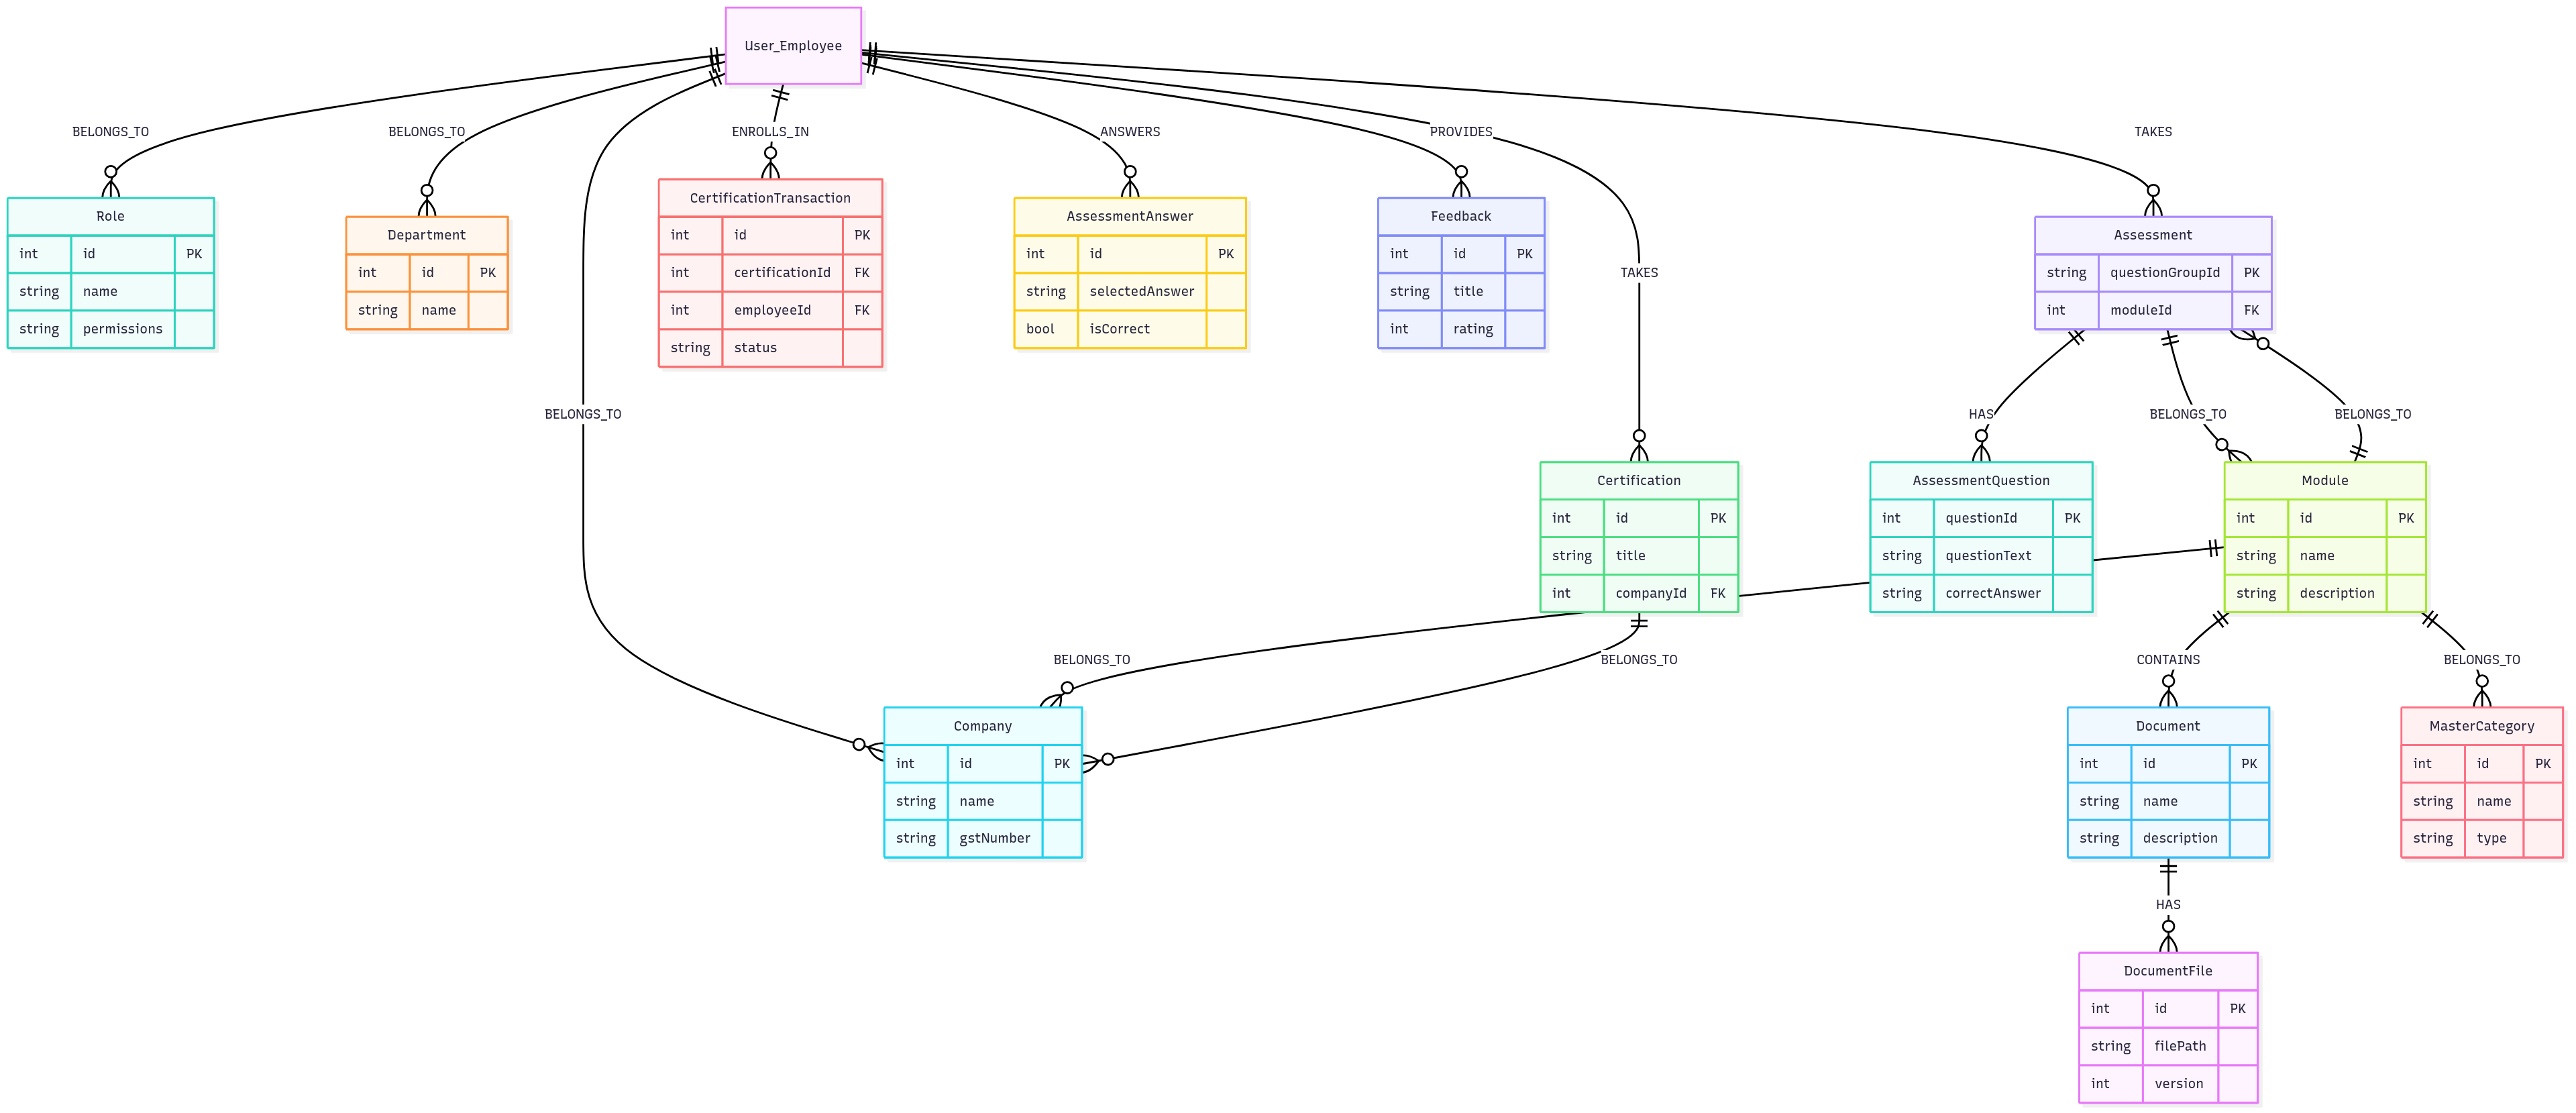 User_Employee
BELONGS_TO
BELONGS_TO
ENROLLS_IN
ANSWERS
PROVIDES
TAKES
Role
int id PK
string name
string permissions
Department
int id PK
string name
CertificationTransaction
int id PK
int certificationId FK
int employeeId FK
string status
AssessmentAnswer
int id PK
string selectedAnswer
bool isCorrect
Feedback
int id PK
string title
int rating
TAKES
Assessment
string questionGroupId PK
int moduleId FK
BELONGS_TO
HAS
BELONGS_TO
BELONGS_TO
Certification
int id PK
string title
int companyId FK
AssessmentQuestion
int questionId PK
string questionText
string correctAnswer
Module
int id PK
string name
string description
BELONGS_TO
BELONGS_TO
CONTAINS
BELONGS_TO
Company
int id PK
string name
string gstNumber
Document
int id PK
string name
string description
MasterCategory
int id PK
string name
string type
HAS
DocumentFile
int id PK
string filePath
int version